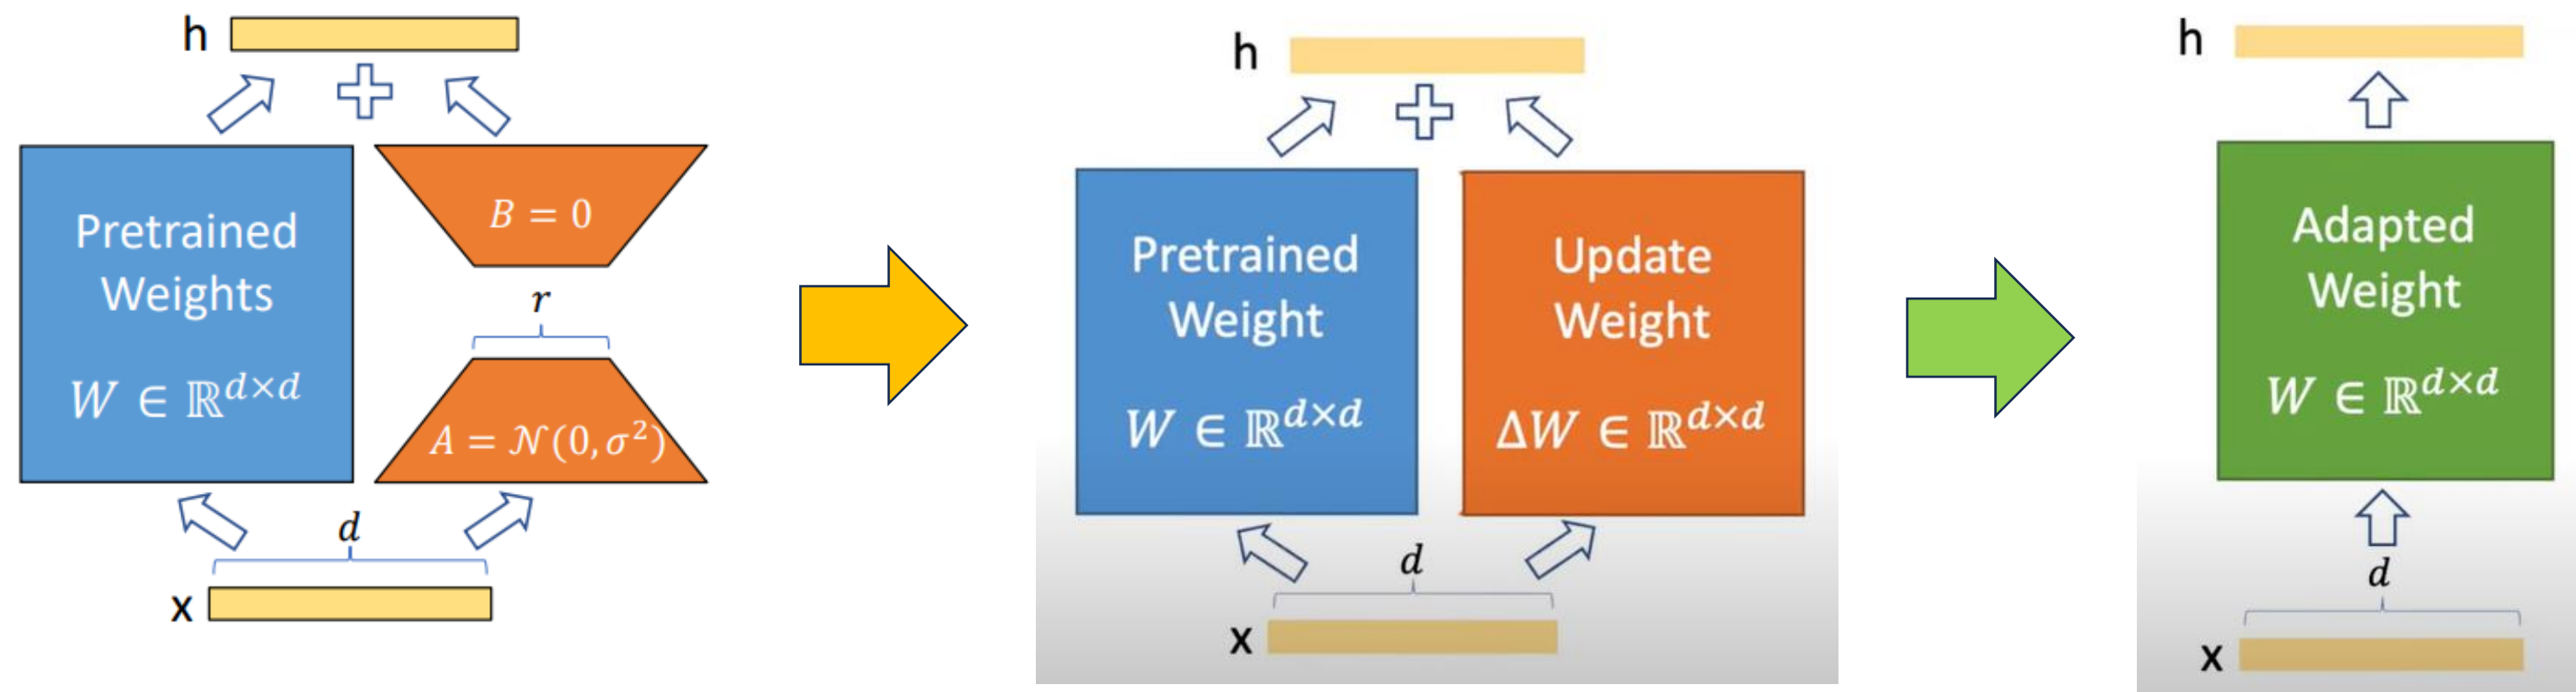 h
Pretrained
Weights
W ∈ ℝ^{d×d}
B = 0
r
A = 𝒩(0, σ²)
d
x
h
Pretrained
Weight
W ∈ ℝ^{d×d}
Update
Weight
ΔW ∈ ℝ^{d×d}
d
x
h
Adapted
Weight
W ∈ ℝ^{d×d}
d
x